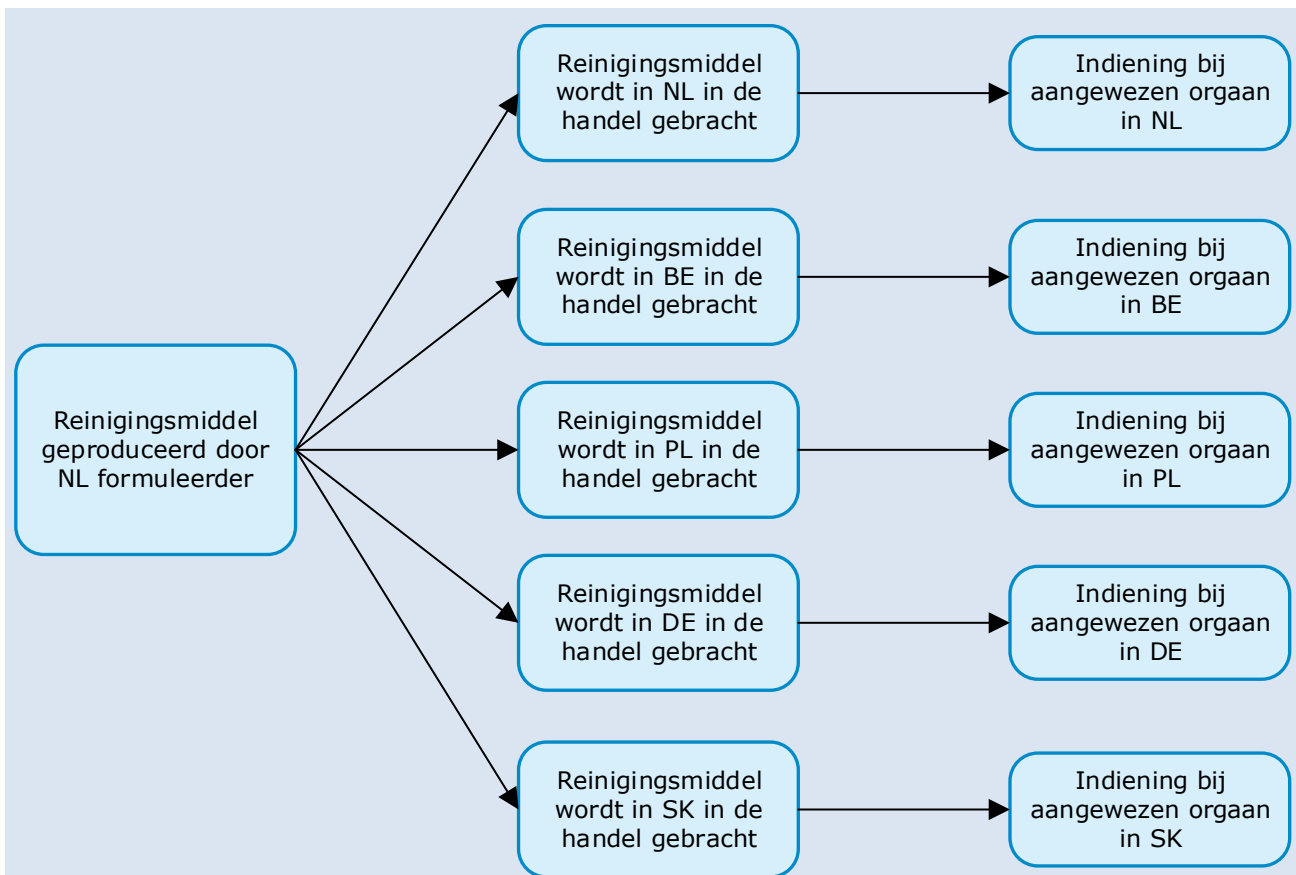 Reinigingsmiddel
geproduceerd door
NL formuleerder
Reinigingsmiddel
wordt in NL in de
handel gebracht
Indiening bij
aangewezen orgaan
in NL
Reinigingsmiddel
wordt in BE in de
handel gebracht
Indiening bij
aangewezen orgaan
in BE
Reinigingsmiddel
wordt in PL in de
handel gebracht
Indiening bij
aangewezen orgaan
in PL
Reinigingsmiddel
wordt in DE in de
handel gebracht
Indiening bij
aangewezen orgaan
in DE
Reinigingsmiddel
wordt in SK in de
handel gebracht
Indiening bij
aangewezen orgaan
in SK